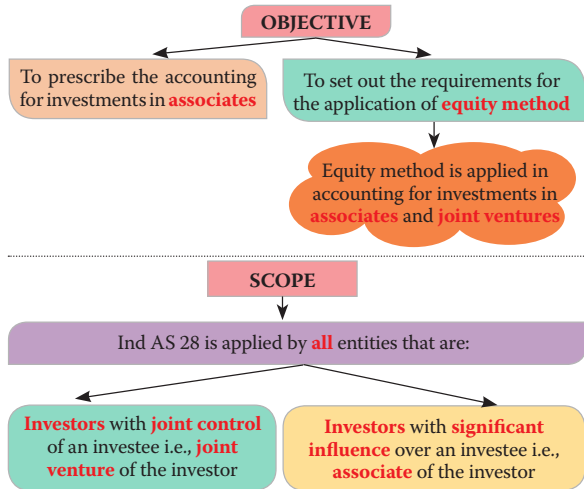 OBJECTIVE
To prescribe the accounting
for investments in associates
To set out the requirements for
the application of equity method
Equity method is applied in
accounting for investments in
associates and joint ventures
SCOPE
Ind AS 28 is applied by all entities that are:
Investors with joint control
of an investee i.e., joint
venture of the investor
Investors with significant
influence over an investee i.e.,
associate of the investor